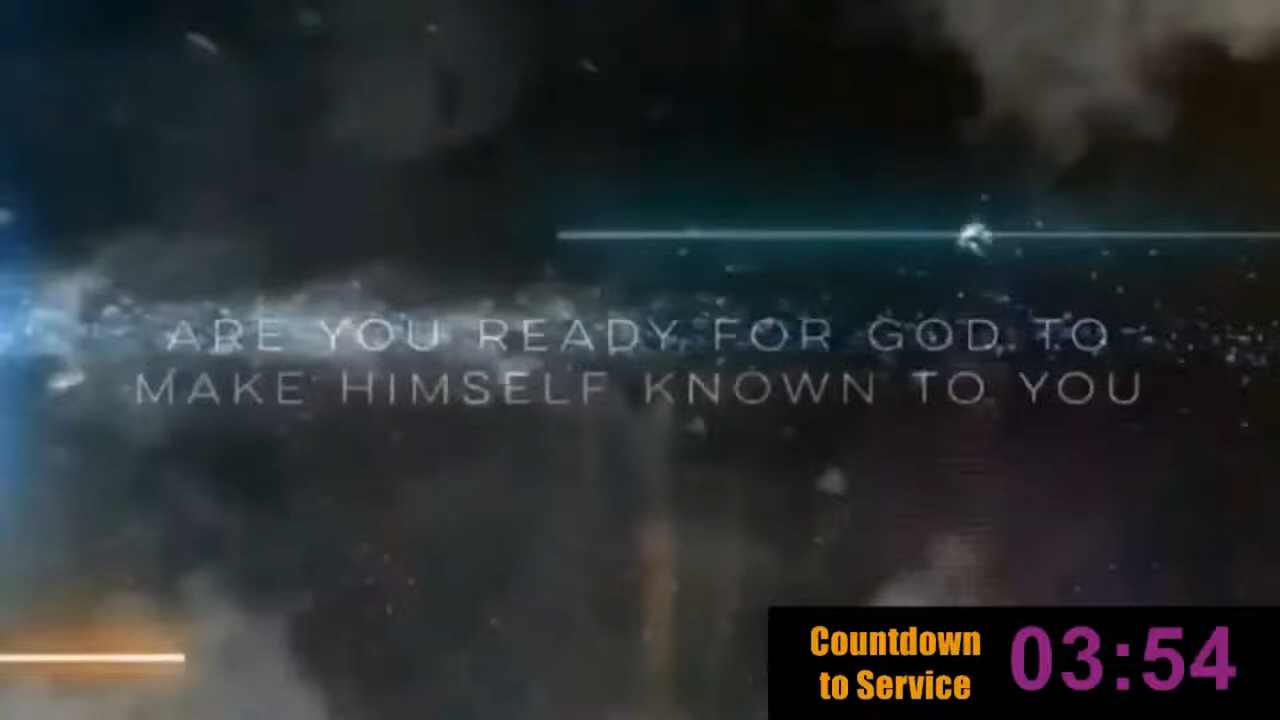 ARE YOU READY FOR GOD TO
MAKE HIMSELF KNOWN TO YOU
Countdown
to Service
03:54